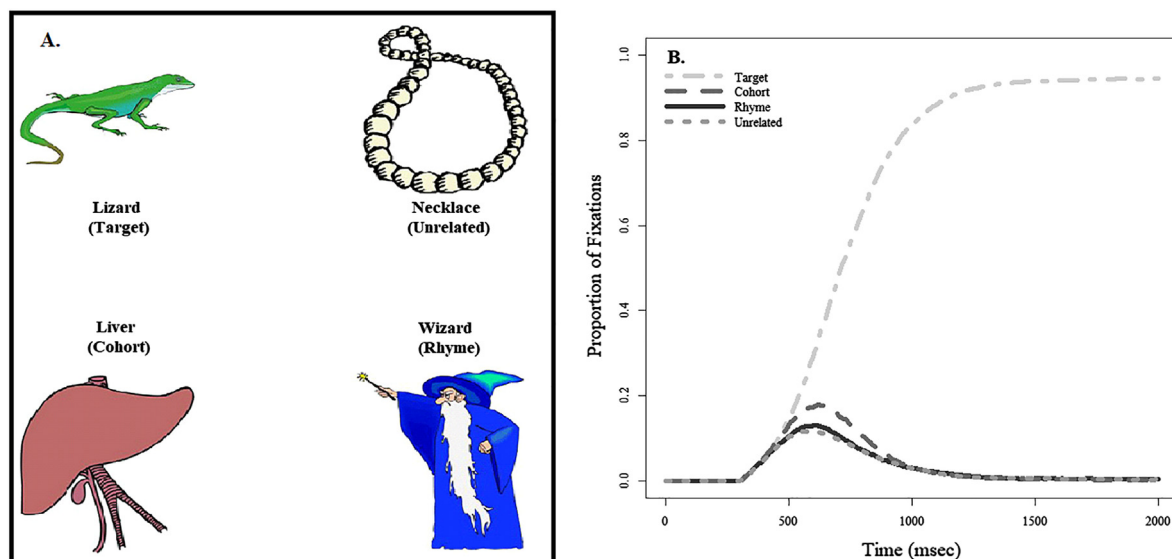 A.
Lizard
(Target)
Necklace
(Unrelated)
Liver
(Cohort)
Wizard
(Rhyme)
B.
Target
Cohort
Rhyme
Unrelated
Proportion of Fixations
1.0
0.8
0.6
0.4
0.2
0.0
0
500
1000
1500
2000
Time (msec)